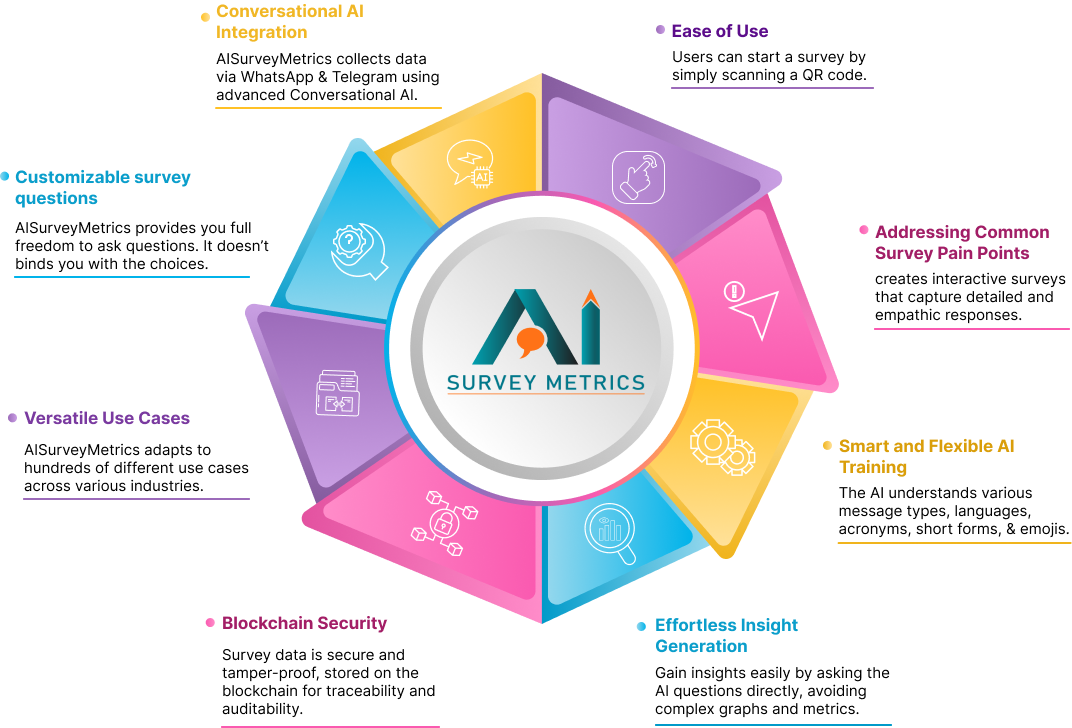 Conversational AI
Integration
AISurveyMetrics collects data
via WhatsApp & Telegram using
advanced Conversational AI.
Ease of Use
Users can start a survey by
simply scanning a QR code.
Customizable survey
questions
AISurveyMetrics provides you full
freedom to ask questions. It doesn't
binds you with the choices.
Addressing Common
Survey Pain Points
creates interactive surveys
that capture detailed and
empathic responses.
AI
AI
SURVEY METRICS
Versatile Use Cases
AISurveyMetrics adapts to
hundreds of different use cases
across various industries.
Smart and Flexible AI
Training
The AI understands various
message types, languages,
acronyms, short forms, & emojis.
Blockchain Security
Survey data is secure and
tamper-proof, stored on the
blockchain for traceability and
auditability.
Effortless Insight
Generation
Gain insights easily by asking the
AI questions directly, avoiding
complex graphs and metrics.